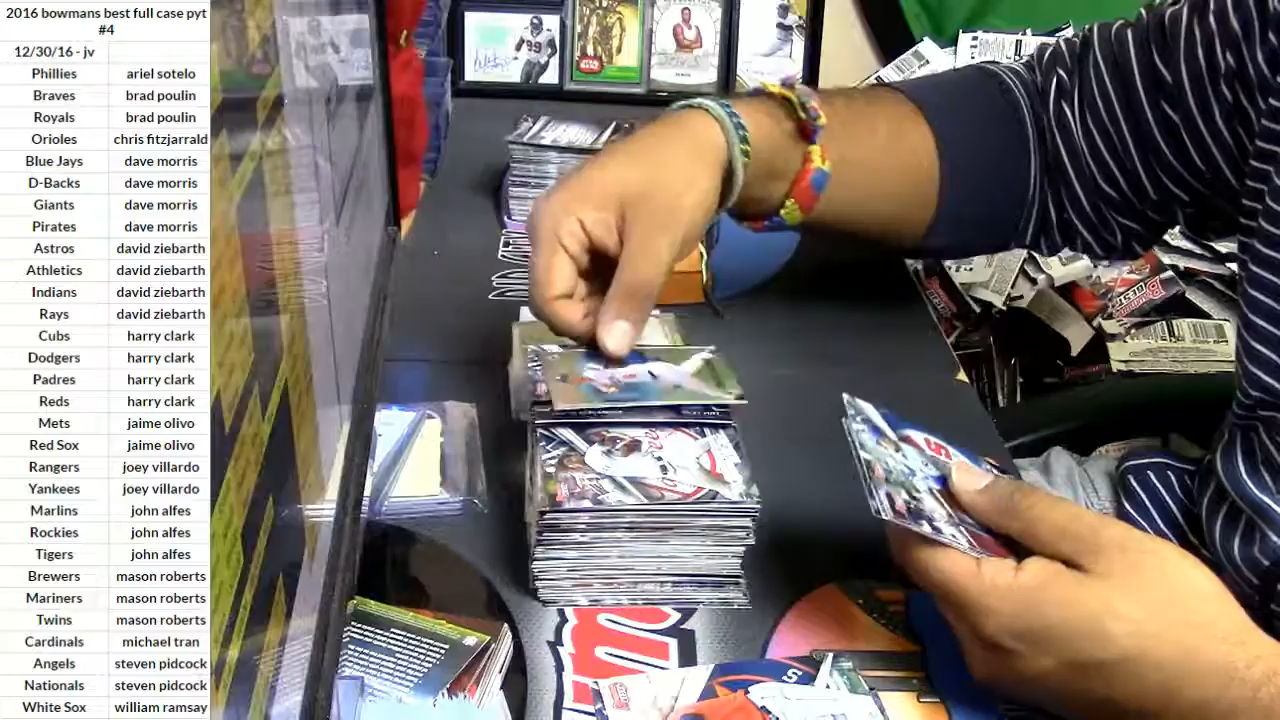 2016 bowmans best full case pyt
#4
12/30/16 - jv
Phillies ariel sotelo
Braves brad poulin
Royals brad poulin
Orioles chris fitzjarrald
Blue Jays dave morris
D-Backs dave morris
Giants dave morris
Pirates dave morris
Astros david ziebarth
Athletics david ziebarth
Indians david ziebarth
Rays david ziebarth
Cubs harry clark
Dodgers harry clark
Padres harry clark
Reds harry clark
Mets jaime olivo
Red Sox jaime olivo
Rangers joey villardo
Yankees joey villardo
Marlins john alfes
Rockies john alfes
Tigers john alfes
Brewers mason roberts
Mariners mason roberts
Twins mason roberts
Cardinals michael tran
Angels steven pidcock
Nationals steven pidcock
White Sox william ramsay
STAR WARS
BEST